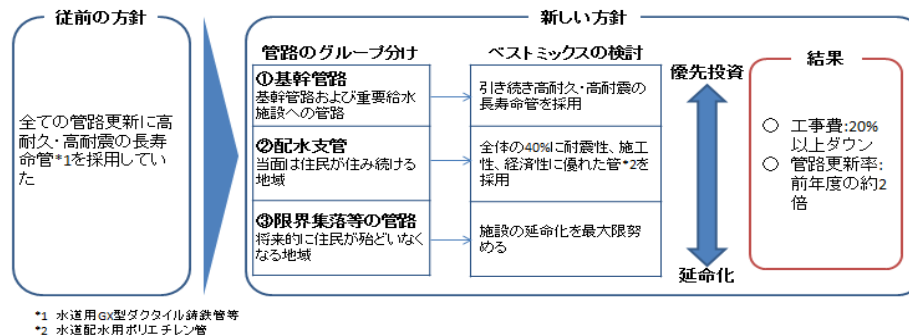 従前の方針
全ての管路更新に高
耐久・高耐震の長寿
命管*1を採用してい
た
新しい方針
管路のグループ分け
①基幹管路
基幹管路および重要給水
施設への管路
②配水支管
当面は住民が住み続ける
地域
③限界集落等の管路
将来的に住民が殆どいなく
なる地域
ベストミックスの検討
引き続き高耐久・高耐震の
長寿命管を採用
全体の40%に耐震性、施工
性、経済性に優れた管*2を
採用
施設の延命化を最大限努
める
優先投資
延命化
結果
○ 工事費:20%
以上ダウン
○ 管路更新率:
前年度の約2
倍
*1 水道用GX型ダクタイル鋳鉄管等
*2 水道配水用ポリエチレン管